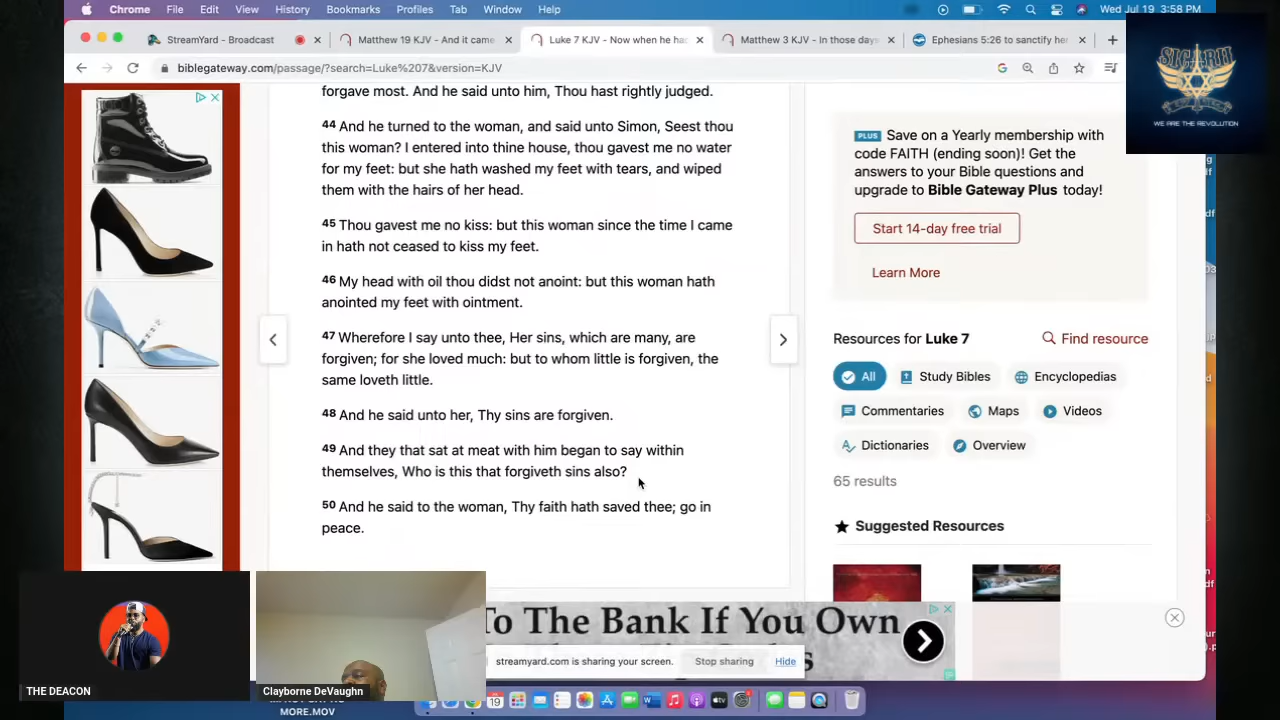 Chrome File Edit View History Bookmarks Profiles Tab Window Help Wed Jul 19 3:58 PM
StreamYard - Broadcast × Matthew 19 KJV - And it came × Luke 7 KJV - Now when he had × Matthew 3 KJV - In those days × Ephesians 5:26 to sanctify her × +
biblegateway.com/passage/?search=Luke%207&version=KJV
SICARII
WE ARE THE REVOLUTION
forgave most. And he said unto him, Thou hast rightly judged.
44 And he turned to the woman, and said unto Simon, Seest thou
this woman? I entered into thine house, thou gavest me no water
for my feet: but she hath washed my feet with tears, and wiped
them with the hairs of her head.
45 Thou gavest me no kiss: but this woman since the time I came
in hath not ceased to kiss my feet.
46 My head with oil thou didst not anoint: but this woman hath
anointed my feet with ointment.
47 Wherefore I say unto thee, Her sins, which are many, are
forgiven; for she loved much: but to whom little is forgiven, the
same loveth little.
48 And he said unto her, Thy sins are forgiven.
49 And they that sat at meat with him began to say within
themselves, Who is this that forgiveth sins also?
50 And he said to the woman, Thy faith hath saved thee; go in
peace.
PLUS Save on a Yearly membership with
code FAITH (ending soon)! Get the
answers to your Bible questions and
upgrade to Bible Gateway Plus today!
Start 14-day free trial
Learn More
Resources for Luke 7 Find resource
All Study Bibles Encyclopedias
Commentaries Maps Videos
Dictionaries Overview
65 results
Suggested Resources
To The Bank If You Own
streamyard.com is sharing your screen. Stop sharing Hide
THE DEACON
Clayborne DeVaughn
MORE.MOV